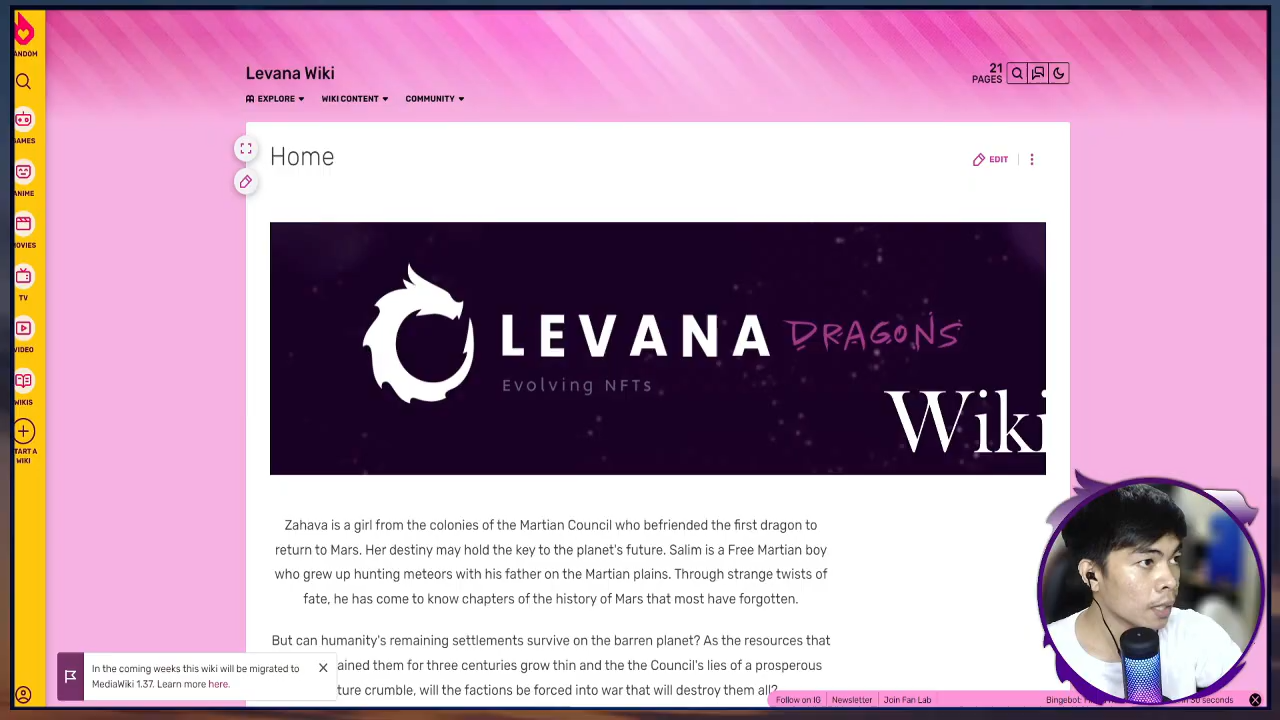 ANDOM
GAMES
ANIME
MOVIES
TV
VIDEO
WIKIS
START A
WIKI
Levana Wiki
21
PAGES
EXPLORE
WIKI CONTENT
COMMUNITY
Home
EDIT
LEVANA DRAGONS
Evolving NFTs
Wiki
Zahava is a girl from the colonies of the Martian Council who befriended the first dragon to
return to Mars. Her destiny may hold the key to the planet's future. Salim is a Free Martian boy
who grew up hunting meteors with his father on the Martian plains. Through strange twists of
fate, he has come to know chapters of the history of Mars that most have forgotten.
But can humanity's remaining settlements survive on the barren planet? As the resources that
ained them for three centuries grow thin and the the Council's lies of a prosperous
ture crumble, will the factions be forced into war that will destroy them all?
In the coming weeks this wiki will be migrated to
MediaWiki 1.37. Learn more here.
Follow on IG
Newsletter
Join Fan Lab
Bingebot:
30 seconds